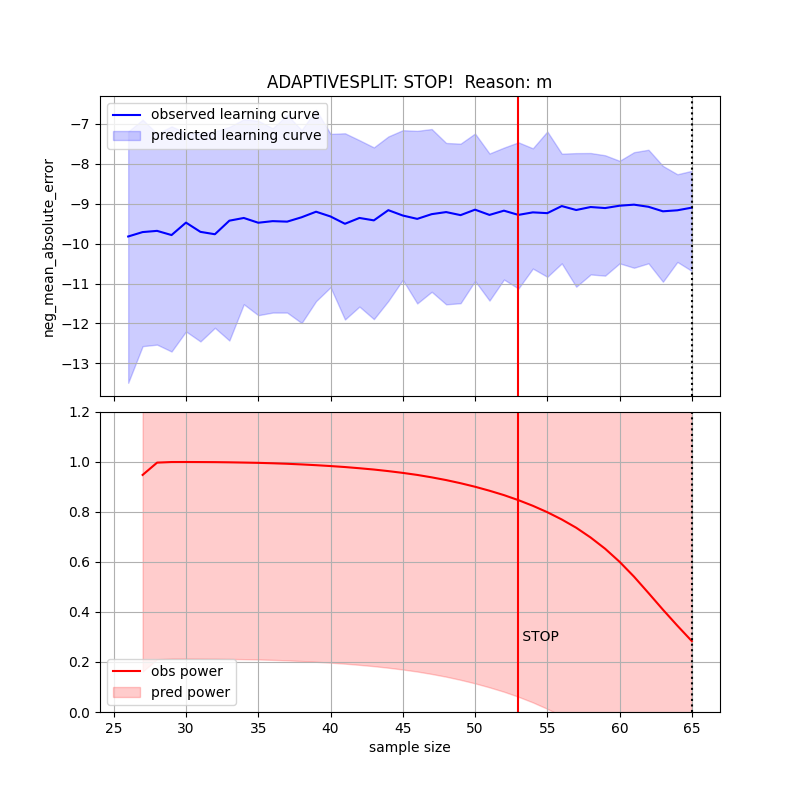 ADAPTIVESPLIT: STOP!  Reason: m
observed learning curve
predicted learning curve
−7
−8
−9
−10
−11
−12
−13
neg_mean_absolute_error
1.2
1.0
0.8
0.6
0.4
0.2
0.0
STOP
obs power
pred power
25 30 35 40 45 50 55 60 65
sample size